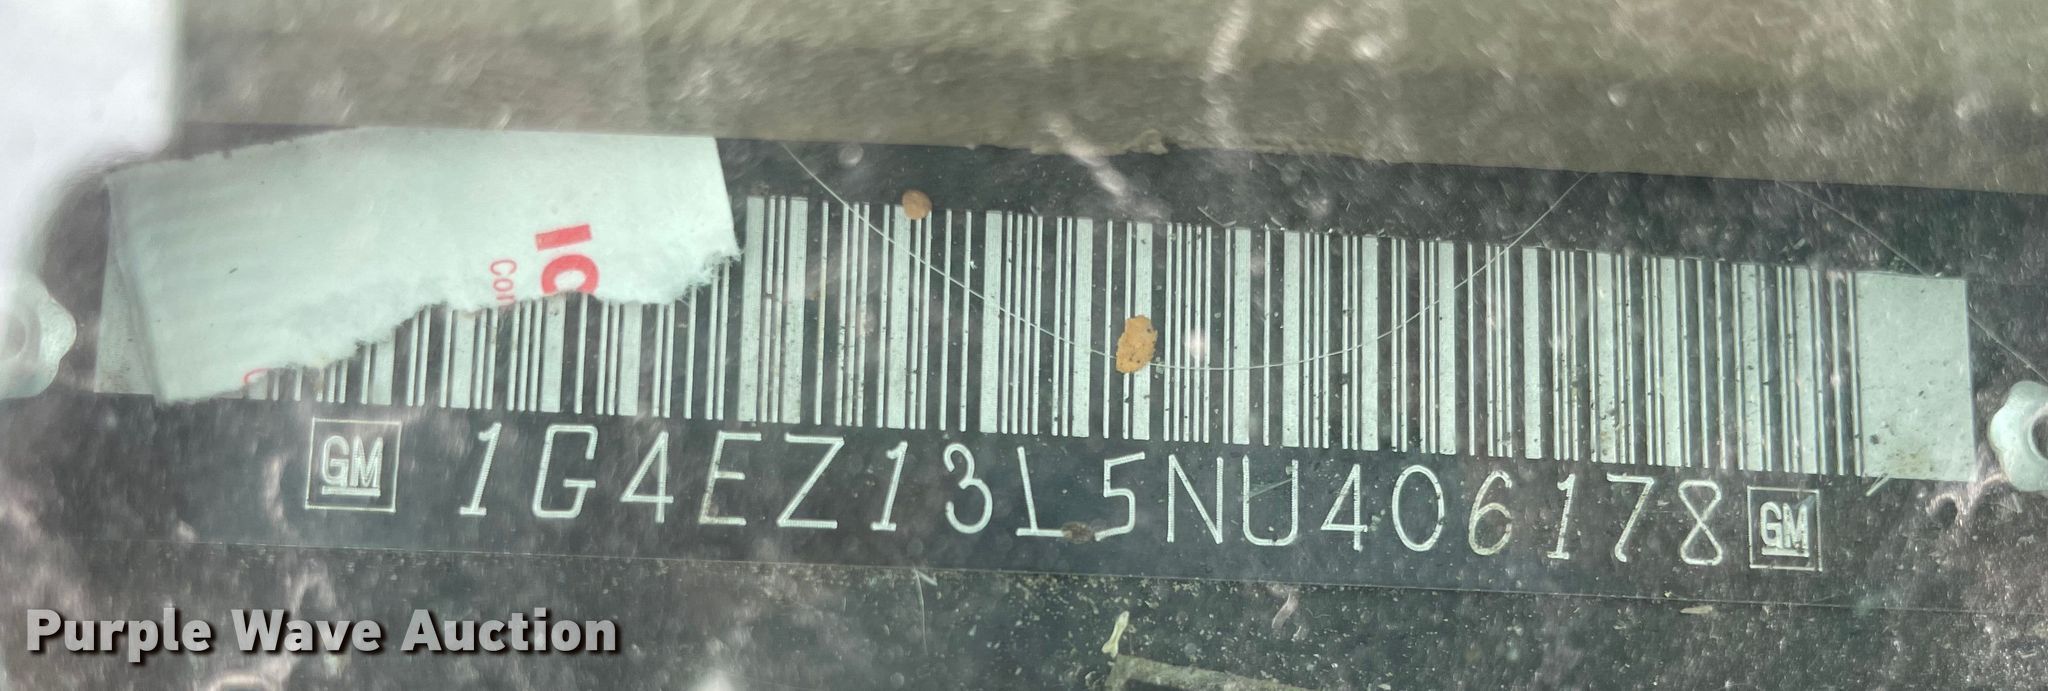 GM 1G4EZ13L5NU406178 GM
Purple Wave Auction